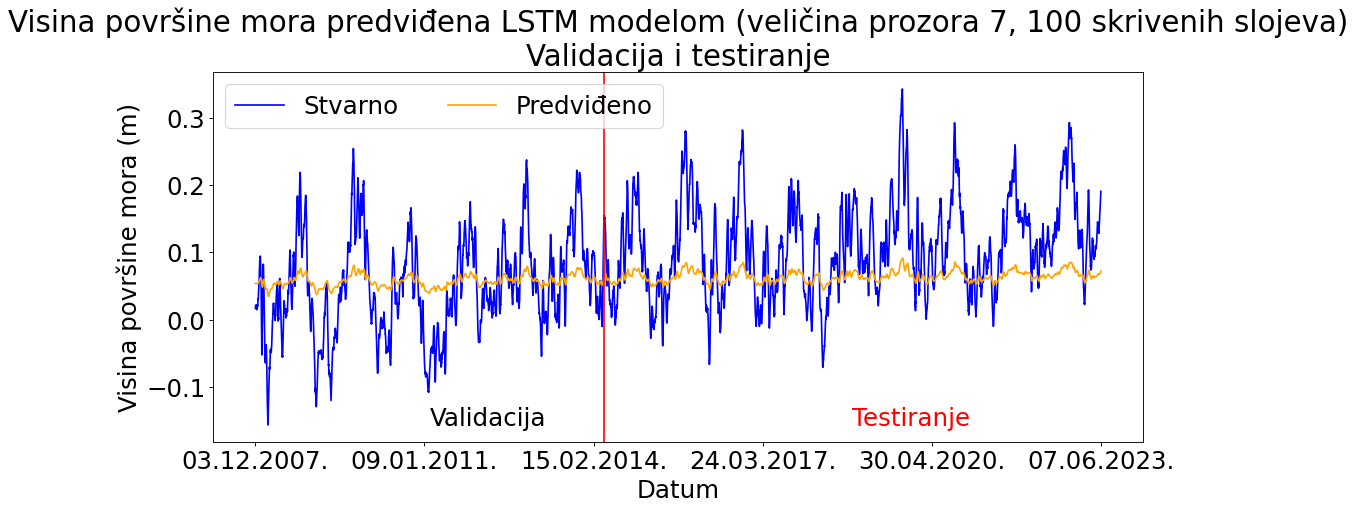 Visina površine mora predviđena LSTM modelom (veličina prozora 7, 100 skrivenih slojeva)
Validacija i testiranje
Stvarno
Predviđeno
Visina površine mora (m)
0.3
0.2
0.1
0.0
−0.1
Validacija
Testiranje
03.12.2007.
09.01.2011.
15.02.2014.
24.03.2017.
30.04.2020.
07.06.2023.
Datum